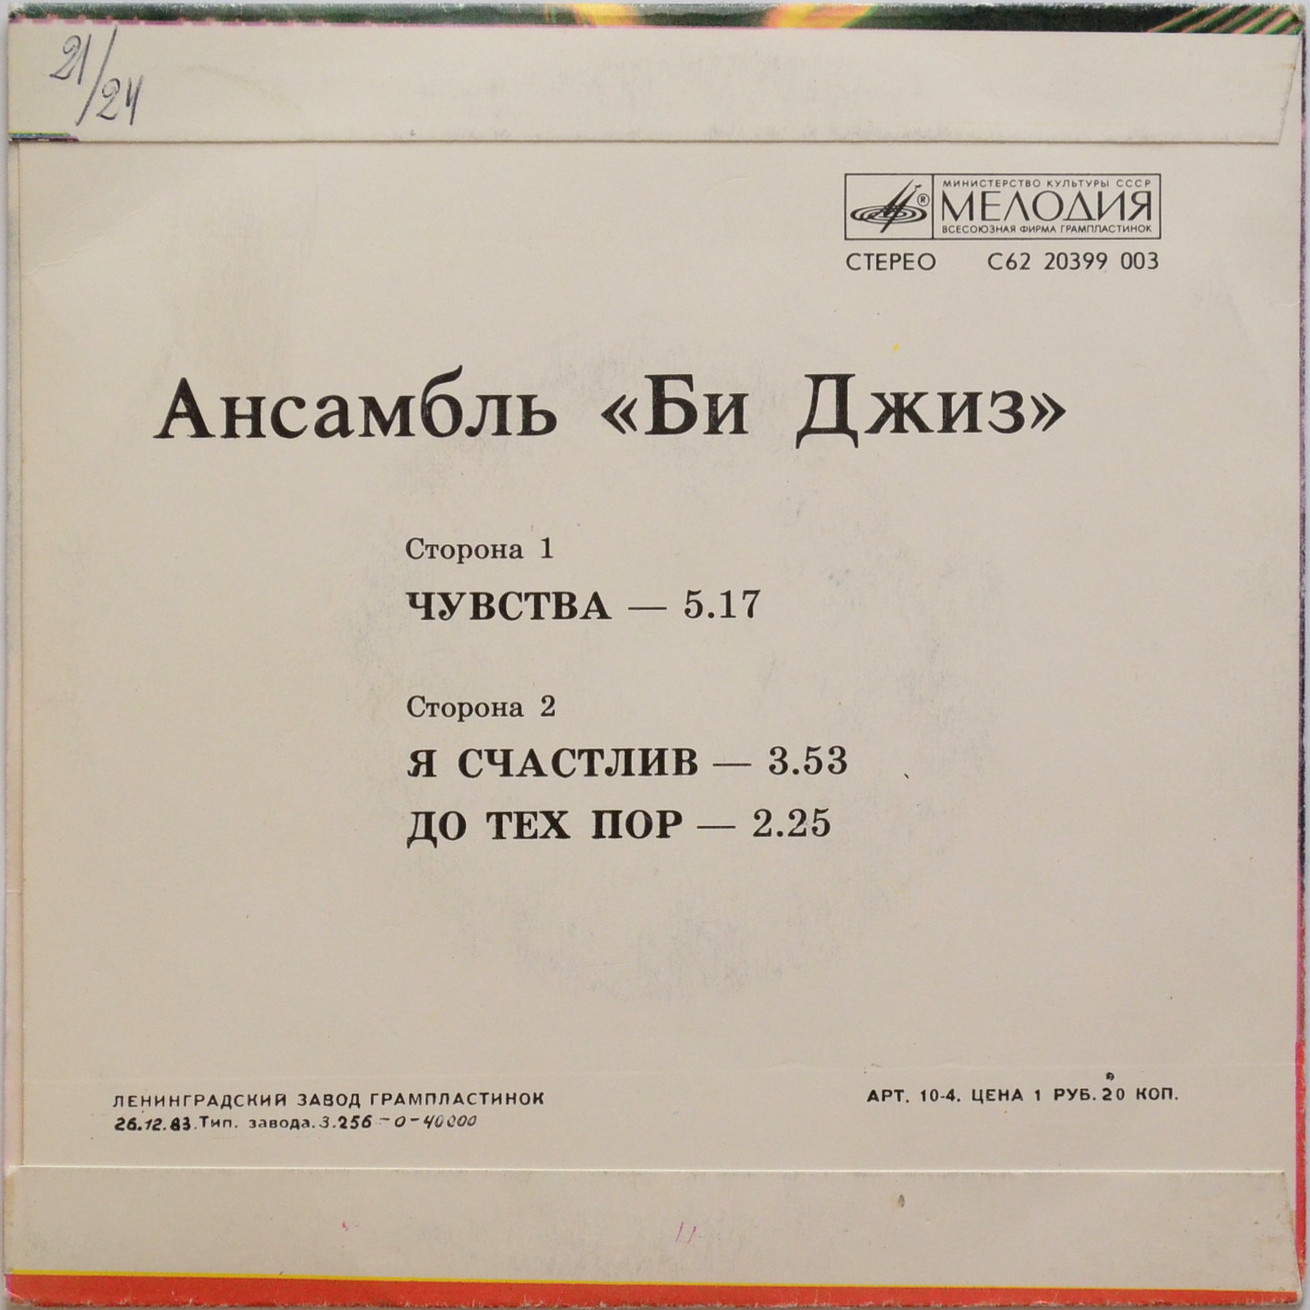 21/24
МИНИСТЕРСТВО КУЛЬТУРЫ СССР
МЕЛОДИЯ
ВСЕСОЮЗНАЯ ФИРМА ГРАМПЛАСТИНОК
СТЕРЕО С62 20399 003
Ансамбль «Би Джиз»
Сторона 1
ЧУВСТВА — 5.17
Сторона 2
Я СЧАСТЛИВ — 3.53
ДО ТЕХ ПОР — 2.25
ЛЕНИНГРАДСКИЙ ЗАВОД ГРАМПЛАСТИНОК
26.12.83.Тип. завода.З.256-0-40000
АРТ. 10-4. ЦЕНА 1 РУБ. 20 КОП.